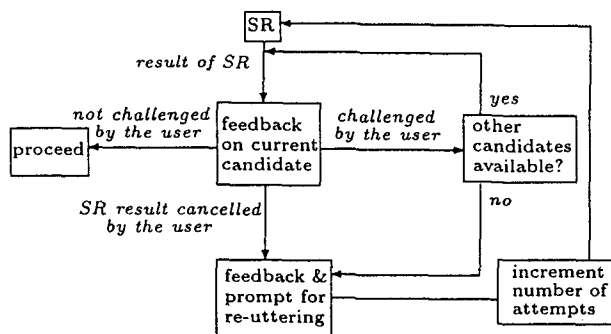 SR
result of SR
not challenged
by the user
challenged
by the user
yes
proceed
feedback
on current
candidate
other
candidates
available?
SR result cancelled
by the user
no
feedback &
prompt for
re-uttering
increment
number of
attempts